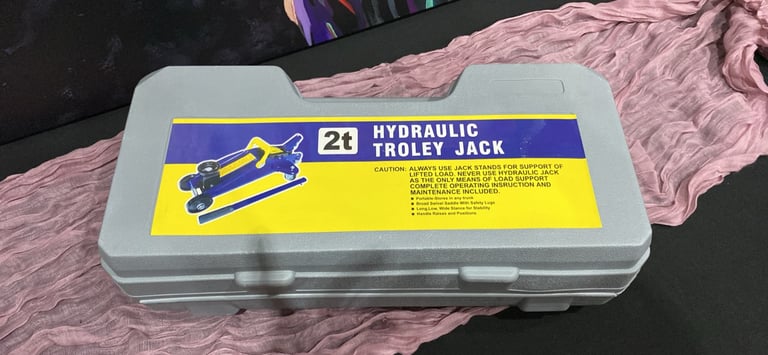 2t
HYDRAULIC
TROLEY JACK
CAUTION: ALWAYS USE JACK STANDS FOR SUPPORT OF
LIFTED LOAD. NEVER USE HYDRAULIC JACK
AS THE ONLY MEANS OF LOAD SUPPORT
COMPLETE OPERATING INSRUCTION AND
MAINTENANCE INCLUDED.
■ Portable-Stores in any trunk
■ Broad Swivel Saddle With Safety Lugs
■ Long,Low, Wide Stance for Stability
■ Handle Raises and Positions